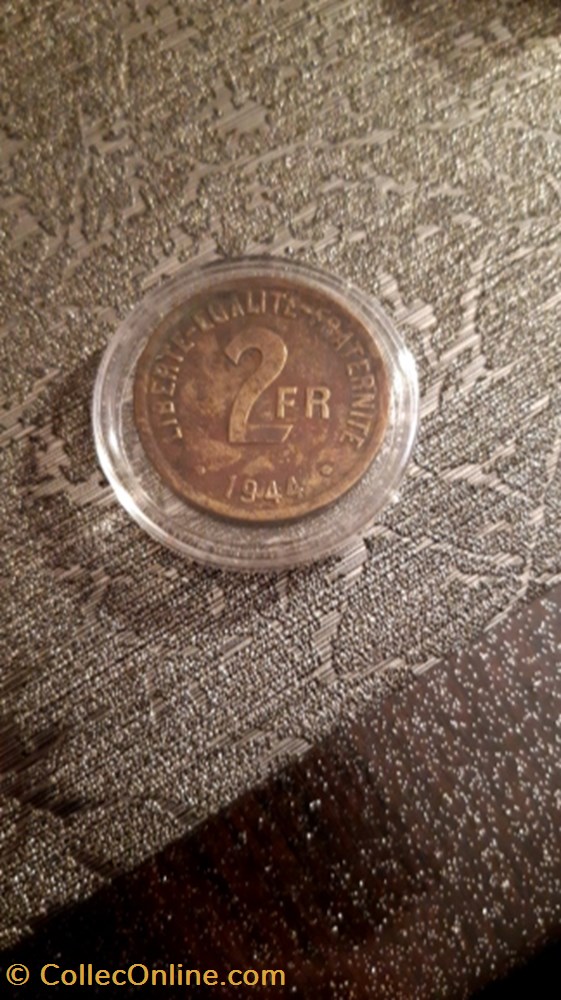 LIBERTE-EGALITE-FRATERNITE
2 FR
1944
© CollecOnline.com